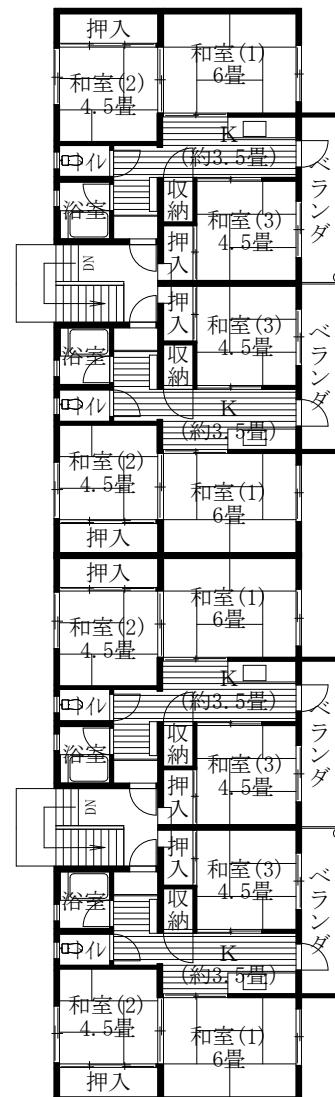 押入
和室(1)
6畳
和室(2)
4.5畳
K
(約3.5畳)
トイレ
ベランダ
浴室
収納
和室(3)
4.5畳
押入
DN
押入
和室(3)
4.5畳
ベランダ
浴室
収納
トイレ
K
(約3.5畳)
和室(2)
4.5畳
和室(1)
6畳
押入
押入
和室(1)
6畳
和室(2)
4.5畳
K
(約3.5畳)
トイレ
ベランダ
浴室
収納
和室(3)
4.5畳
押入
DN
押入
和室(3)
4.5畳
ベランダ
浴室
収納
トイレ
K
(約3.5畳)
和室(2)
4.5畳
和室(1)
6畳
押入